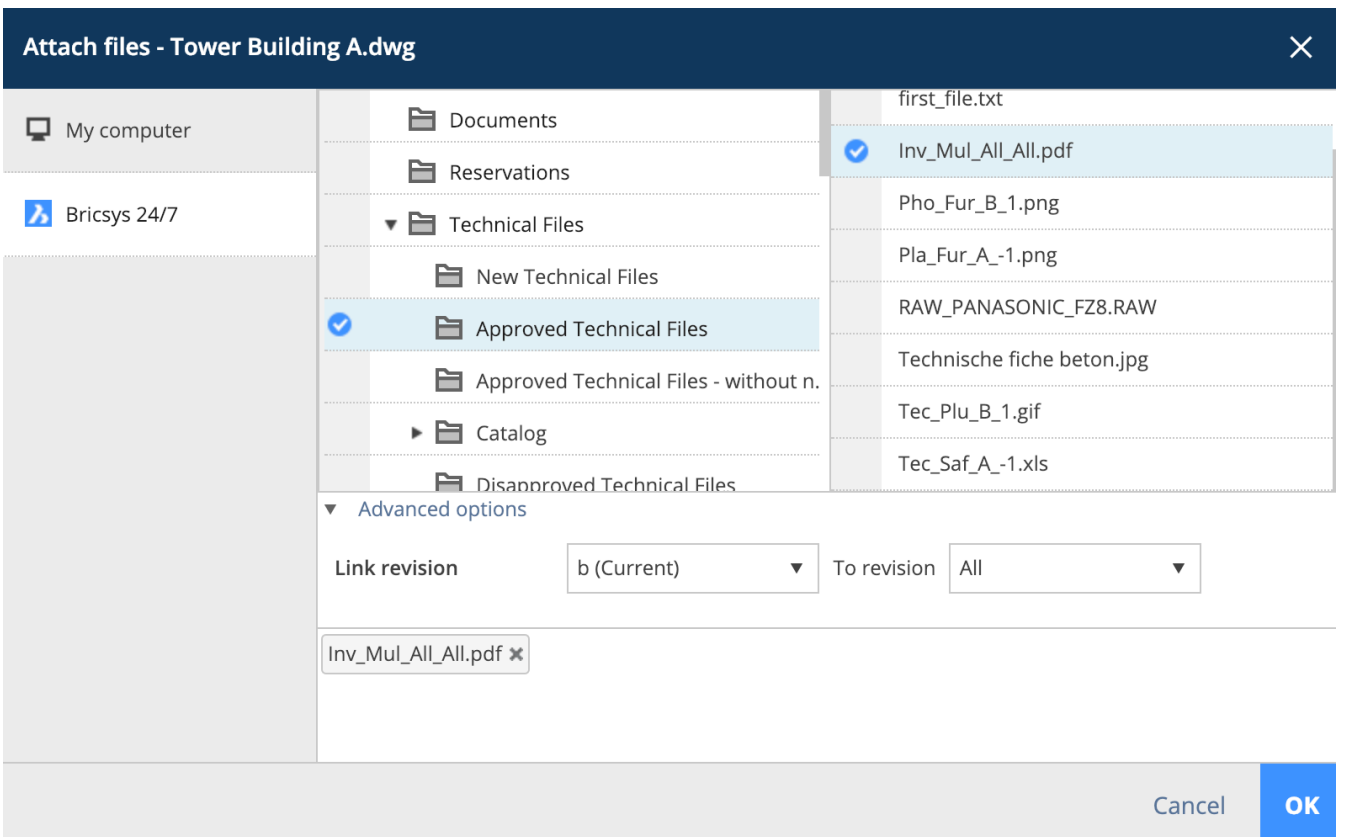 Attach files - Tower Building A.dwg
My computer
Bricsys 24/7
Documents
Reservations
Technical Files
New Technical Files
Approved Technical Files
Approved Technical Files - without n.
Catalog
Disapproved Technical Files
first_file.txt
Inv_Mul_All_All.pdf
Pho_Fur_B_1.png
Pla_Fur_A_-1.png
RAW_PANASONIC_FZ8.RAW
Technische fiche beton.jpg
Tec_Plu_B_1.gif
Tec_Saf_A_-1.xls
Advanced options
Link revision b (Current) To revision All
Inv_Mul_All_All.pdf
Cancel OK